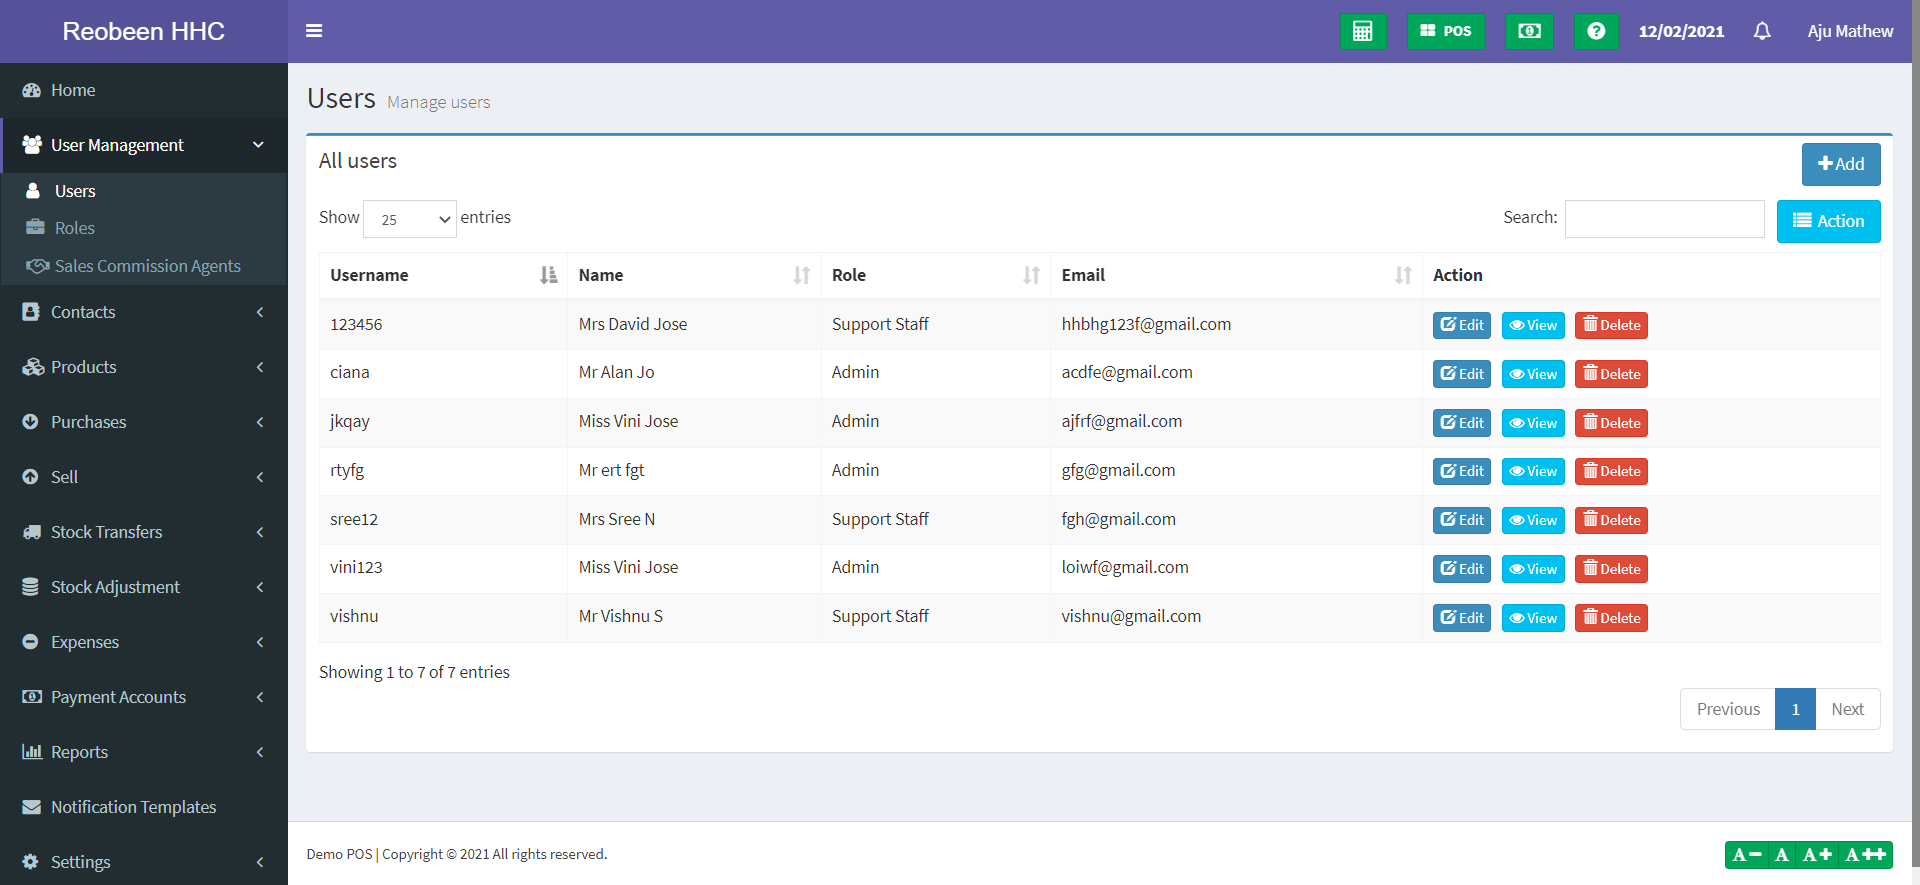 Reobeen HHC
POS
12/02/2021
Aju Mathew
Home
User Management
Users
Roles
Sales Commission Agents
Contacts
Products
Purchases
Sell
Stock Transfers
Stock Adjustment
Expenses
Payment Accounts
Reports
Notification Templates
Settings
Users Manage users
All users
Add
Show 25 entries
Search:
Action
Username Name Role Email Action
123456 Mrs David Jose Support Staff hhbhg123f@gmail.com Edit View Delete
ciana Mr Alan Jo Admin acdfe@gmail.com Edit View Delete
jkqay Miss Vini Jose Admin ajfrf@gmail.com Edit View Delete
rtyfg Mr ert fgt Admin gfg@gmail.com Edit View Delete
sree12 Mrs Sree N Support Staff fgh@gmail.com Edit View Delete
vini123 Miss Vini Jose Admin loiwf@gmail.com Edit View Delete
vishnu Mr Vishnu S Support Staff vishnu@gmail.com Edit View Delete
Showing 1 to 7 of 7 entries
Previous 1 Next
Demo POS | Copyright © 2021 All rights reserved.
A- A A+ A++